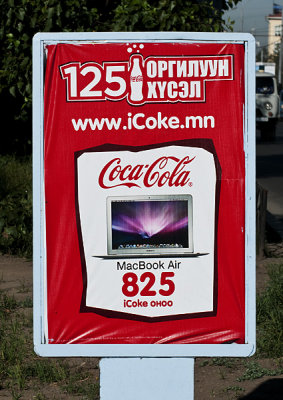 125 ОРГИЛУУН
ХҮСЭЛ
www.iCoke.mn
Coca-Cola®
MacBook Air
825
iCoke оноо